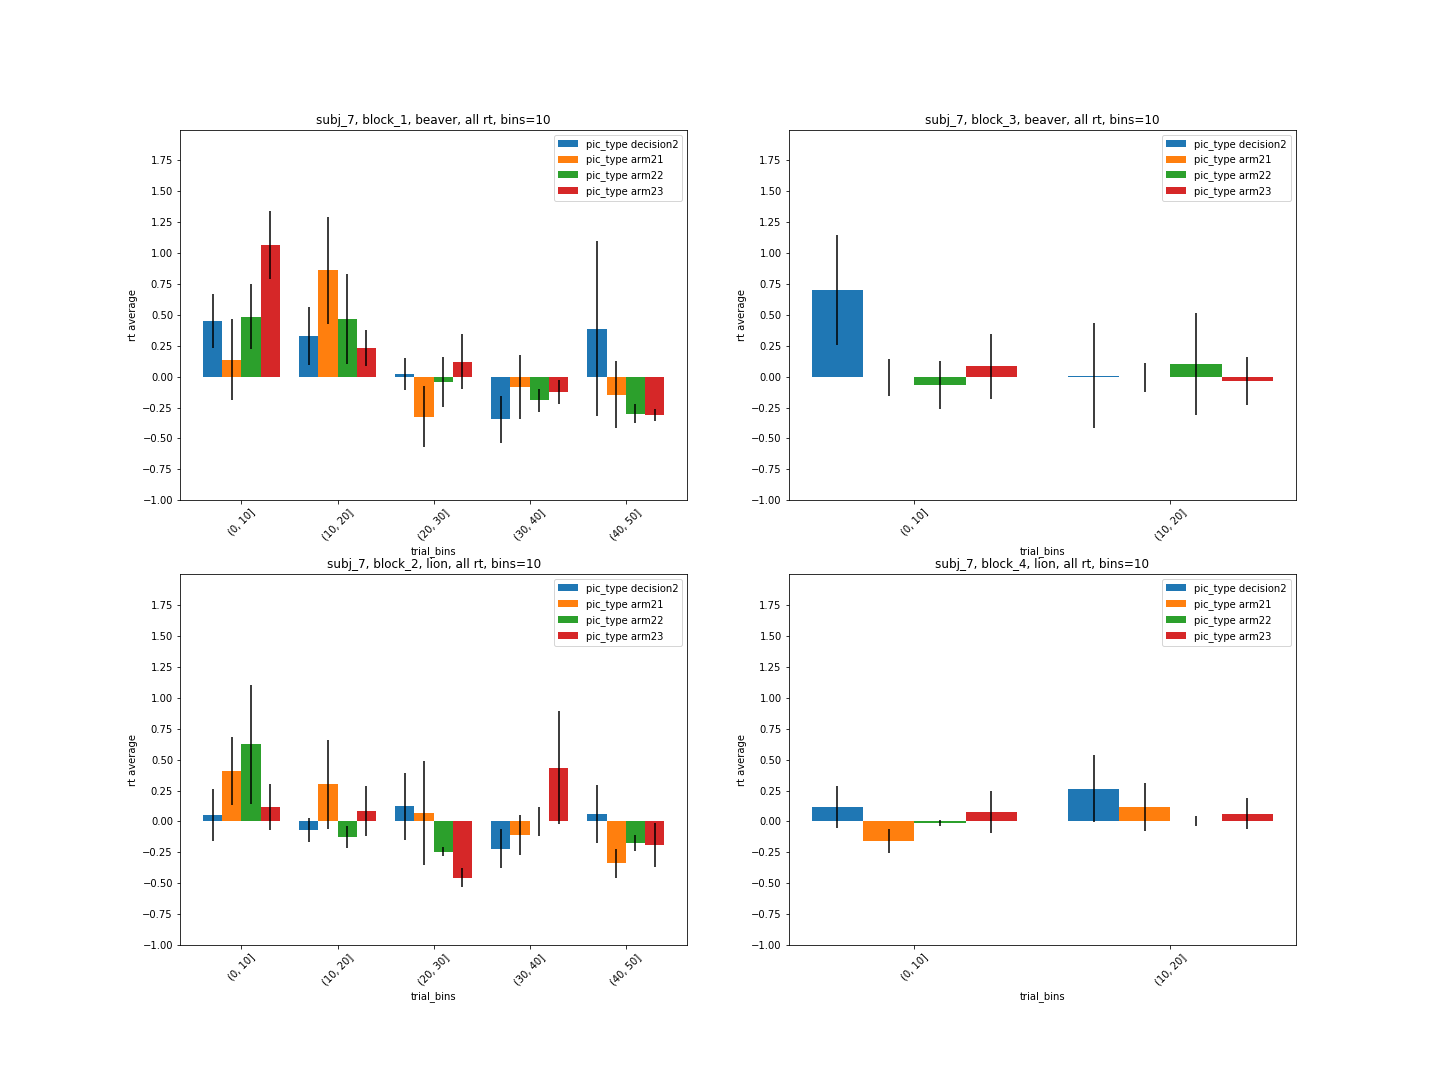 subj_7, block_1, beaver, all rt, bins=10
pic_type decision2
pic_type arm21
pic_type arm22
pic_type arm23
1.75
1.50
1.25
1.00
0.75
0.50
0.25
0.00
−0.25
−0.50
−0.75
−1.00
rt average
(0, 10]
(10, 20]
(20, 30]
(30, 40]
(40, 50]
trial_bins
subj_7, block_3, beaver, all rt, bins=10
pic_type decision2
pic_type arm21
pic_type arm22
pic_type arm23
1.75
1.50
1.25
1.00
0.75
0.50
0.25
0.00
−0.25
−0.50
−0.75
−1.00
rt average
(0, 10]
(10, 20]
trial_bins
subj_7, block_2, lion, all rt, bins=10
pic_type decision2
pic_type arm21
pic_type arm22
pic_type arm23
1.75
1.50
1.25
1.00
0.75
0.50
0.25
0.00
−0.25
−0.50
−0.75
−1.00
rt average
(0, 10]
(10, 20]
(20, 30]
(30, 40]
(40, 50]
trial_bins
subj_7, block_4, lion, all rt, bins=10
pic_type decision2
pic_type arm21
pic_type arm22
pic_type arm23
1.75
1.50
1.25
1.00
0.75
0.50
0.25
0.00
−0.25
−0.50
−0.75
−1.00
rt average
(0, 10]
(10, 20]
trial_bins